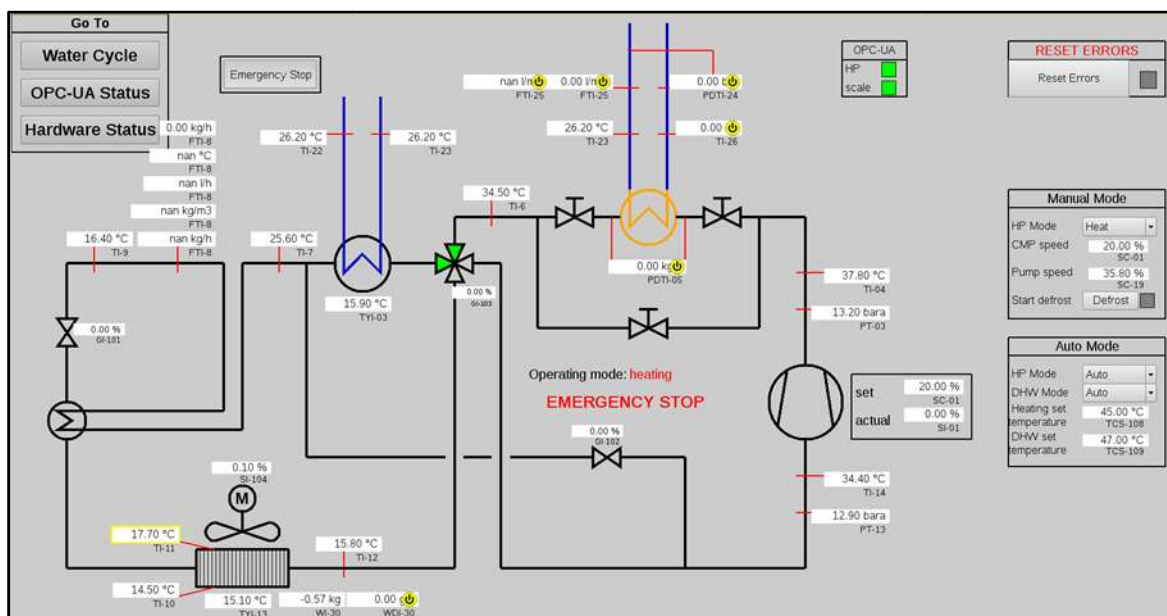 Go To
Water Cycle
OPC-UA Status
Hardware Status
Emergency Stop
OPC-UA
HP
scale
RESET ERRORS
Reset Errors
0.00 kg/h
FTI-8
nan °C
FTI-8
nan l/h
FTI-8
nan kg/m3
FTI-8
nan kg/h
FTI-8
16.40 °C
TI-9
25.60 °C
TI-7
26.20 °C
TI-22
26.20 °C
TI-23
nan l/
FTI-25
0.00 l/
FTI-25
0.00
PDTI-24
26.20 °C
TI-23
0.00
TI-26
34.50 °C
TI-6
0.00 kg
PDTI-05
15.90 °C
TYI-03
0.00 %
GI-103
37.80 °C
TI-04
13.20 bara
PT-03
0.00 %
GI-101
Operating mode: heating
EMERGENCY STOP
0.00 %
GI-102
set
20.00 %
SC-01
actual
0.00 %
SI-01
34.40 °C
TI-14
12.90 bara
PT-13
0.10 %
SI-104
M
17.70 °C
TI-11
15.80 °C
TI-12
14.50 °C
TI-10
15.10 °C
TYI-13
-0.57 kg
WI-30
0.00
WDI-30
Manual Mode
HP Mode
Heat
CMP speed
20.00 %
SC-01
Pump speed
35.80 %
SC-19
Start defrost
Defrost
Auto Mode
HP Mode
Auto
DHW Mode
Auto
Heating set
temperature
45.00 °C
TCS-108
DHW set
temperature
47.00 °C
TCS-109